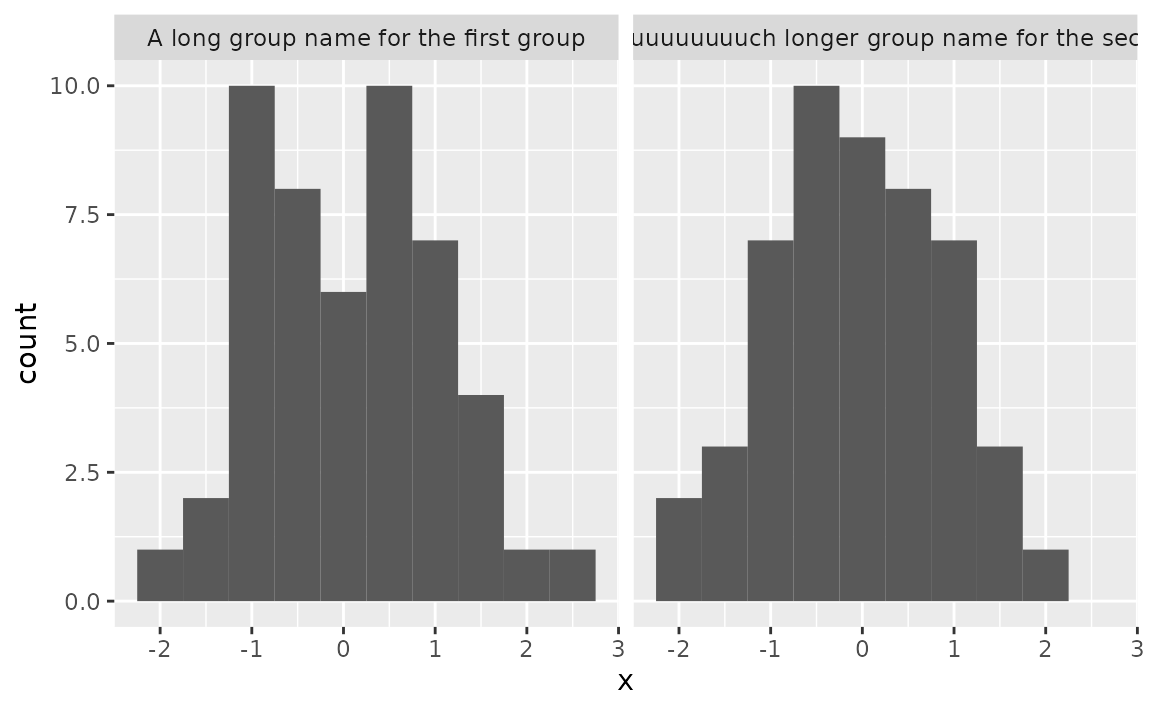 A long group name for the first group
uuuuuuuuch longer group name for the sec
10.0
7.5
5.0
2.5
0.0
count
-2 -1 0 1 2 3
-2 -1 0 1 2 3
x